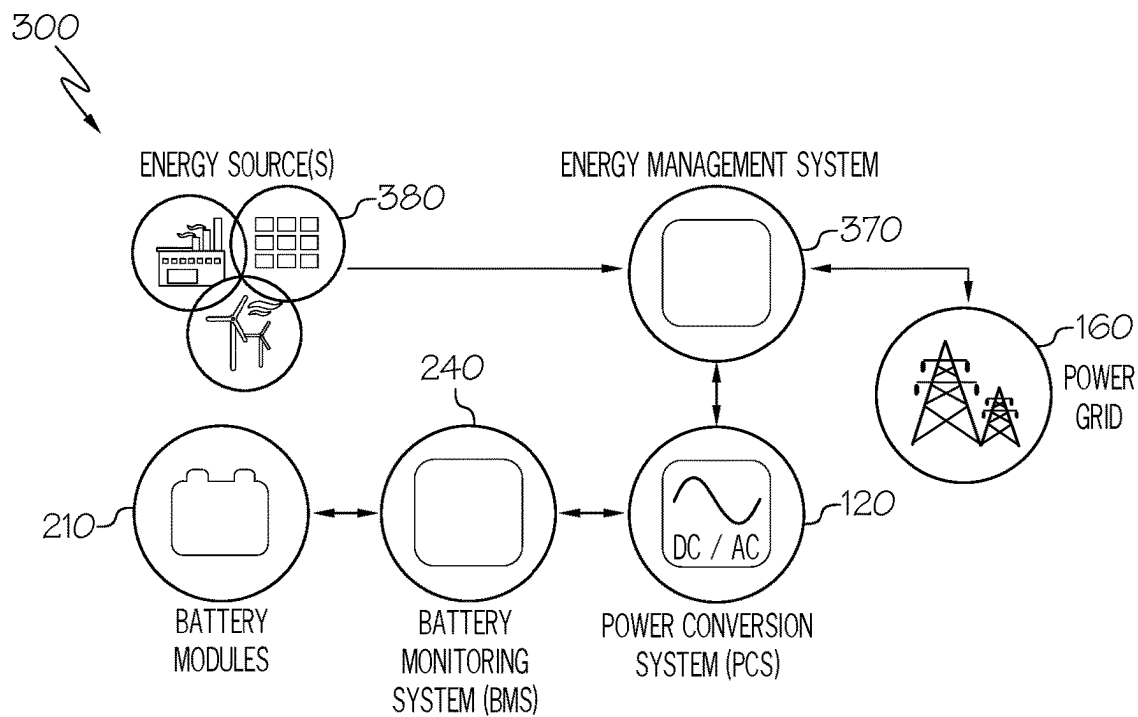 300
ENERGY SOURCE(S)
380
ENERGY MANAGEMENT SYSTEM
370
160
POWER
GRID
240
210
DC / AC
120
BATTERY
MODULES
BATTERY
MONITORING
SYSTEM (BMS)
POWER CONVERSION
SYSTEM (PCS)